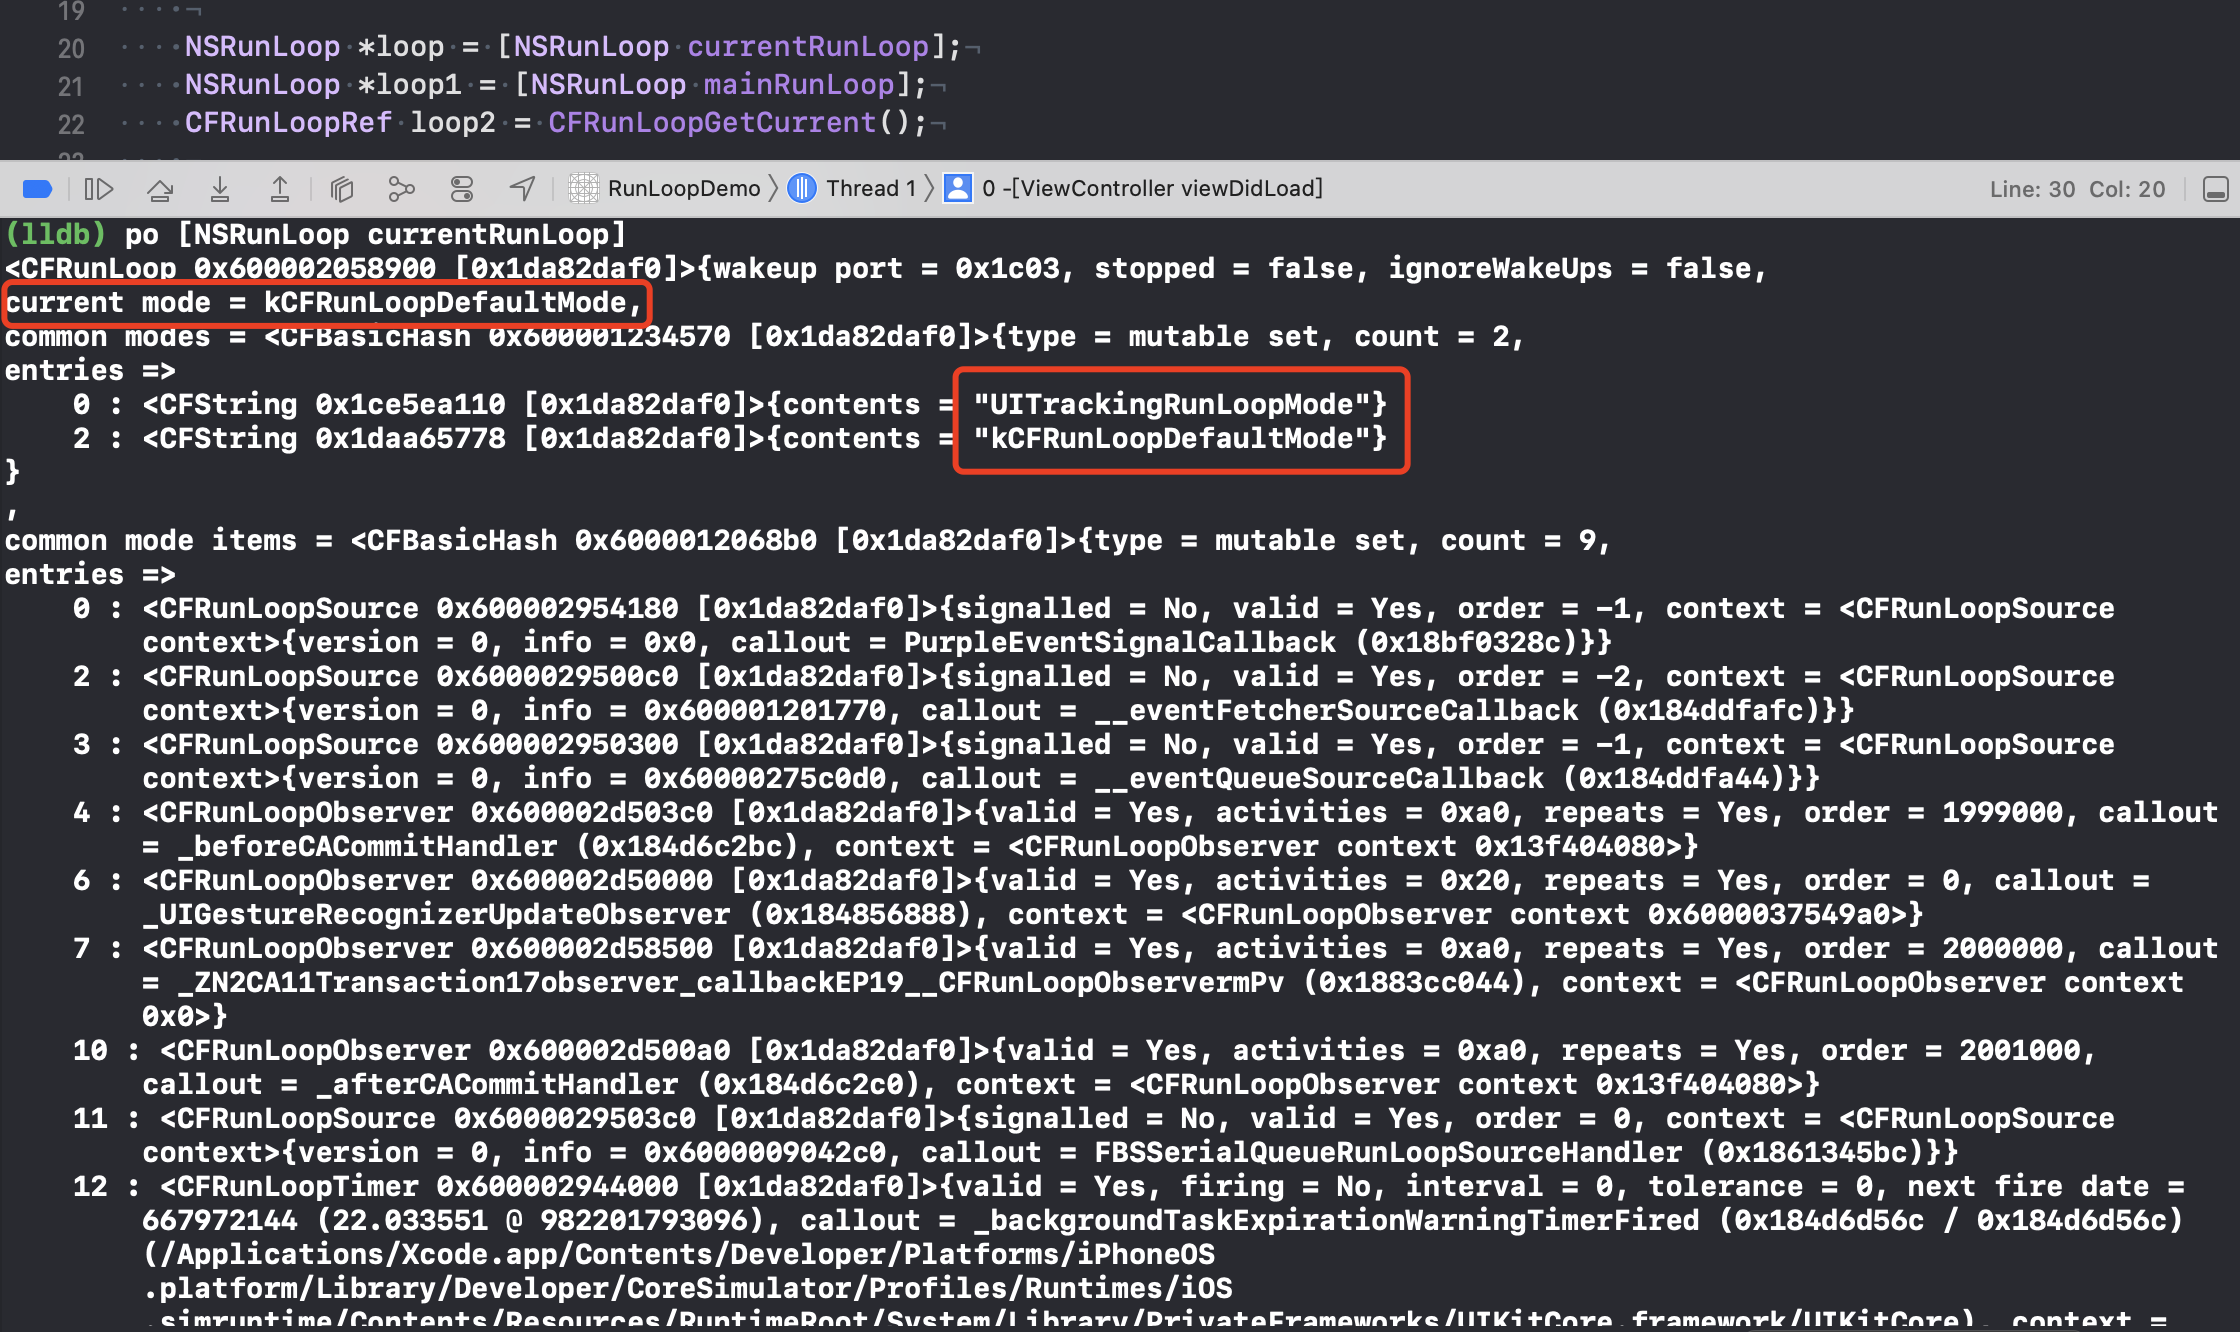 19
20 NSRunLoop *loop = [NSRunLoop currentRunLoop];
21 NSRunLoop *loop1 = [NSRunLoop mainRunLoop];
22 CFRunLoopRef loop2 = CFRunLoopGetCurrent();
RunLoopDemo Thread 1 0 -[ViewController viewDidLoad] Line: 30 Col: 20
(lldb) po [NSRunLoop currentRunLoop]
<CFRunLoop 0x600002058900 [0x1da82daf0]>{wakeup port = 0x1c03, stopped = false, ignoreWakeUps = false,
current mode = kCFRunLoopDefaultMode,
common modes = <CFBasicHash 0x600001234570 [0x1da82daf0]>{type = mutable set, count = 2,
entries =>
0 : <CFString 0x1ce5ea110 [0x1da82daf0]>{contents = "UITrackingRunLoopMode"}
2 : <CFString 0x1daa65778 [0x1da82daf0]>{contents = "kCFRunLoopDefaultMode"}
}
,
common mode items = <CFBasicHash 0x6000012068b0 [0x1da82daf0]>{type = mutable set, count = 9,
entries =>
0 : <CFRunLoopSource 0x600002954180 [0x1da82daf0]>{signalled = No, valid = Yes, order = -1, context = <CFRunLoopSource
context>{version = 0, info = 0x0, callout = PurpleEventSignalCallback (0x18bf0328c)}}
2 : <CFRunLoopSource 0x6000029500c0 [0x1da82daf0]>{signalled = No, valid = Yes, order = -2, context = <CFRunLoopSource
context>{version = 0, info = 0x600001201770, callout = __eventFetcherSourceCallback (0x184ddfafc)}}
3 : <CFRunLoopSource 0x600002950300 [0x1da82daf0]>{signalled = No, valid = Yes, order = -1, context = <CFRunLoopSource
context>{version = 0, info = 0x60000275c0d0, callout = __eventQueueSourceCallback (0x184ddfa44)}}
4 : <CFRunLoopObserver 0x600002d503c0 [0x1da82daf0]>{valid = Yes, activities = 0xa0, repeats = Yes, order = 1999000, callout
= _beforeCACommitHandler (0x184d6c2bc), context = <CFRunLoopObserver context 0x13f404080>}
6 : <CFRunLoopObserver 0x600002d50000 [0x1da82daf0]>{valid = Yes, activities = 0x20, repeats = Yes, order = 0, callout =
_UIGestureRecognizerUpdateObserver (0x184856888), context = <CFRunLoopObserver context 0x6000037549a0>}
7 : <CFRunLoopObserver 0x600002d58500 [0x1da82daf0]>{valid = Yes, activities = 0xa0, repeats = Yes, order = 2000000, callout
= _ZN2CA11Transaction17observer_callbackEP19__CFRunLoopObservermPv (0x1883cc044), context = <CFRunLoopObserver context
0x0>}
10 : <CFRunLoopObserver 0x600002d500a0 [0x1da82daf0]>{valid = Yes, activities = 0xa0, repeats = Yes, order = 2001000,
callout = _afterCACommitHandler (0x184d6c2c0), context = <CFRunLoopObserver context 0x13f404080>}
11 : <CFRunLoopSource 0x6000029503c0 [0x1da82daf0]>{signalled = No, valid = Yes, order = 0, context = <CFRunLoopSource
context>{version = 0, info = 0x6000009042c0, callout = FBSSerialQueueRunLoopSourceHandler (0x1861345bc)}}
12 : <CFRunLoopTimer 0x600002944000 [0x1da82daf0]>{valid = Yes, firing = No, interval = 0, tolerance = 0, next fire date =
667972144 (22.033551 @ 982201793096), callout = _backgroundTaskExpirationWarningTimerFired (0x184d6d56c / 0x184d6d56c)
(/Applications/Xcode.app/Contents/Developer/Platforms/iPhoneOS
.platform/Library/Developer/CoreSimulator/Profiles/Runtimes/iOS
.simruntime/Contents/Resources/RuntimeRoot/System/Library/PrivateFrameworks/UIKitCore.framework/UIKitCore), context =